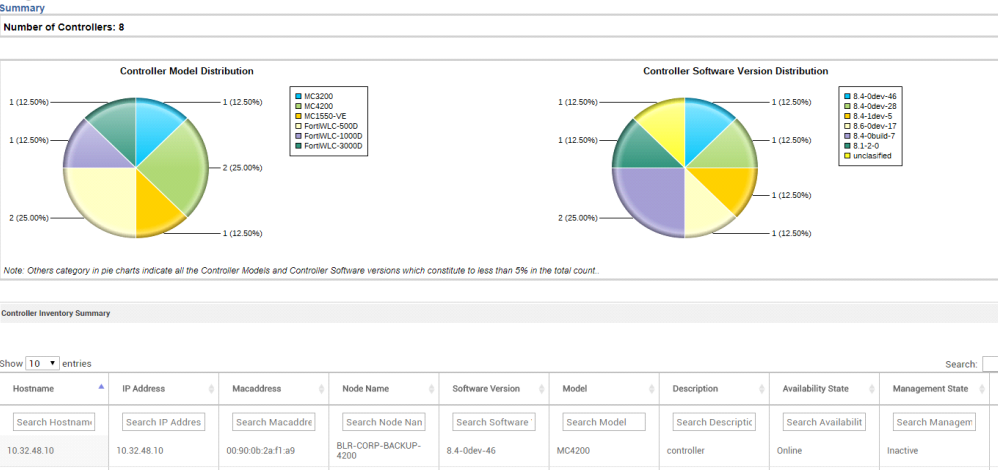 Summary
Number of Controllers: 8
Controller Model Distribution
1 (12.50%)
1 (12.50%)
1 (12.50%)
2 (25.00%)
2 (25.00%)
1 (12.50%)
MC3200
MC4200
MC1550-VE
FortiWLC-500D
FortiWLC-1000D
FortiWLC-3000D
Controller Software Version Distribution
1 (12.50%)
1 (12.50%)
1 (12.50%)
1 (12.50%)
1 (12.50%)
2 (25.00%)
1 (12.50%)
8.4-0dev-46
8.4-0dev-28
8.4-1dev-5
8.6-0dev-17
8.4-0build-7
8.1-2-0
unclasified
Note: Others category in pie charts indicate all the Controller Models and Controller Software versions which constitute to less than 5% in the total count..
Controller Inventory Summary
Show 10 entries
Search:
Hostname IP Address Macaddress Node Name Software Version Model Description Availability State Management State
Search Hostname Search IP Addres Search Macaddre Search Node Nan Search Software Search Model Search Descriptic Search Availabilit Search Managem
10.32.48.10 10.32.48.10 00:90:0b:2a:f1:a9 BLR-CORP-BACKUP- 8.4-0dev-46 MC4200 controller Online Inactive
4200